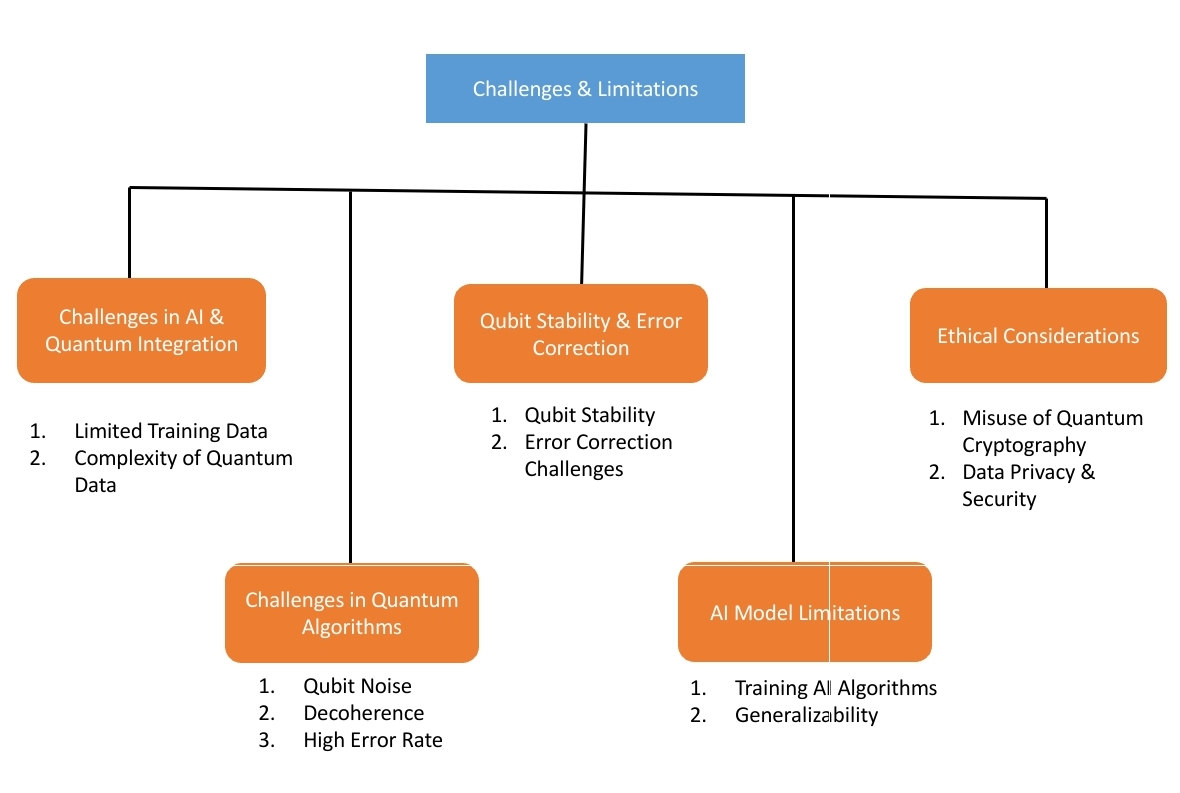 Challenges & Limitations
Challenges in AI &
Quantum Integration
1. Limited Training Data
2. Complexity of Quantum
Data
Qubit Stability & Error
Correction
1. Qubit Stability
2. Error Correction
Challenges
Ethical Considerations
1. Misuse of Quantum
Cryptography
2. Data Privacy &
Security
Challenges in Quantum
Algorithms
1. Qubit Noise
2. Decoherence
3. High Error Rate
AI Model Limitations
1. Training AI Algorithms
2. Generalizability